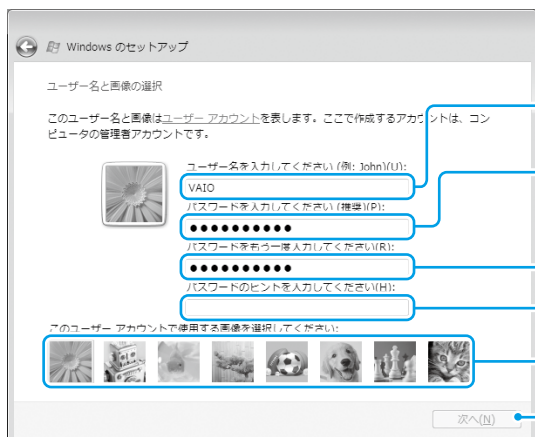 Windows のセットアップ
ユーザー名と画像の選択
このユーザー名と画像はユーザー アカウントを表します。ここで作成するアカウントは、コン
ピュータの管理者アカウントです。
ユーザー名を入力してください (例: John)(U):
VAIO
パスワードを入力してください (推奨)(P):
●●●●●●●●●●
パスワードをもう一度入力してください(R):
●●●●●●●●●●
パスワードのヒントを入力してください(H):
このユーザー アカウントで使用する画像を選択してください:
次へ(N)